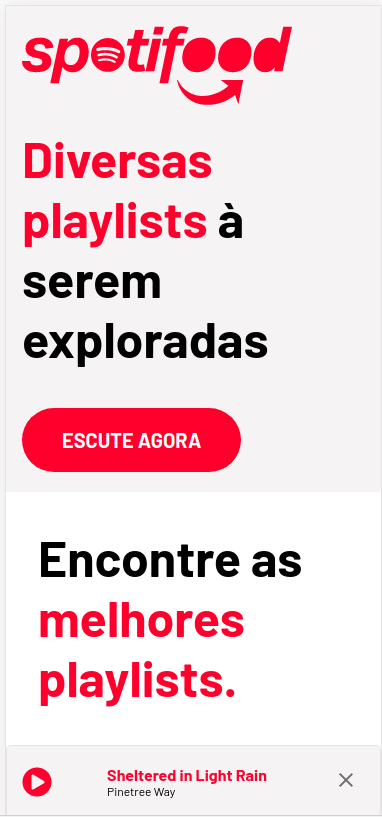 spotifood
Diversas
playlists à
serem
exploradas
ESCUTE AGORA
Encontre as
melhores
playlists.
Sheltered in Light Rain
Pinetree Way